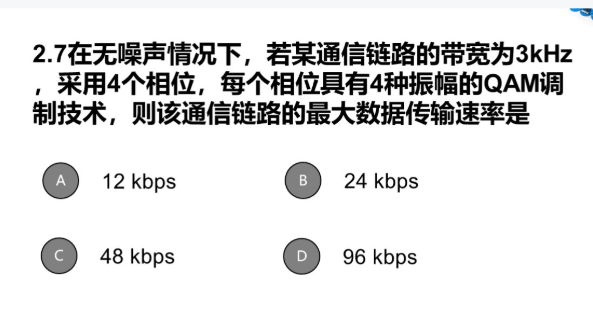 2.7在无噪声情况下，若某通信链路的带宽为3kHz
，采用4个相位，每个相位具有4种振幅的QAM调
制技术，则该通信链路的最大数据传输速率是
A 12 kbps
B 24 kbps
C 48 kbps
D 96 kbps